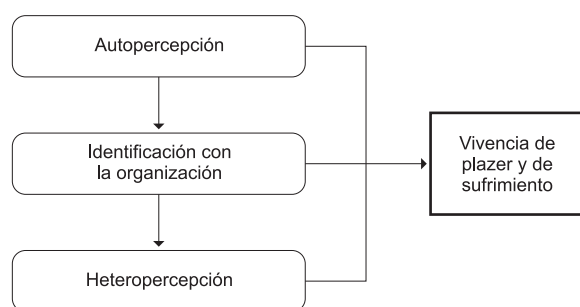 Autopercepción
Identificación con
la organización
Vivencia de
plazer y de
sufrimiento
Heteropercepción